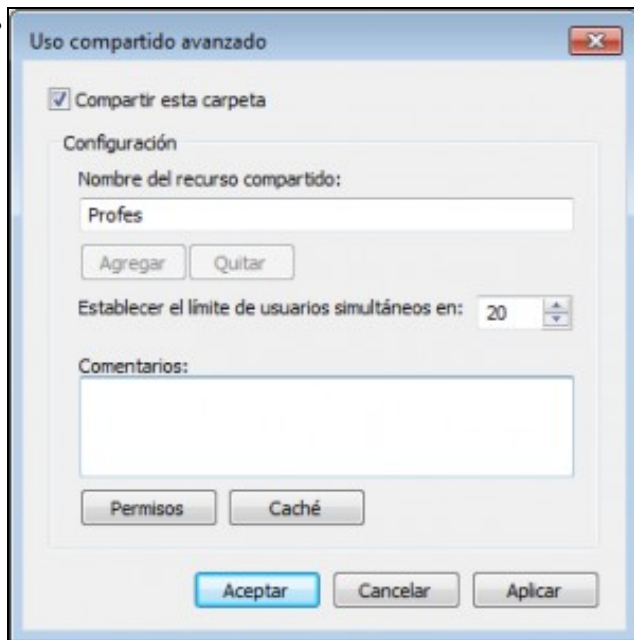 Uso compartido avanzado
Compartir esta carpeta
Configuración
Nombre del recurso compartido:
Profes
Agregar Quitar
Establecer el límite de usuarios simultáneos en: 20
Comentarios:
Permisos Caché
Aceptar Cancelar Aplicar